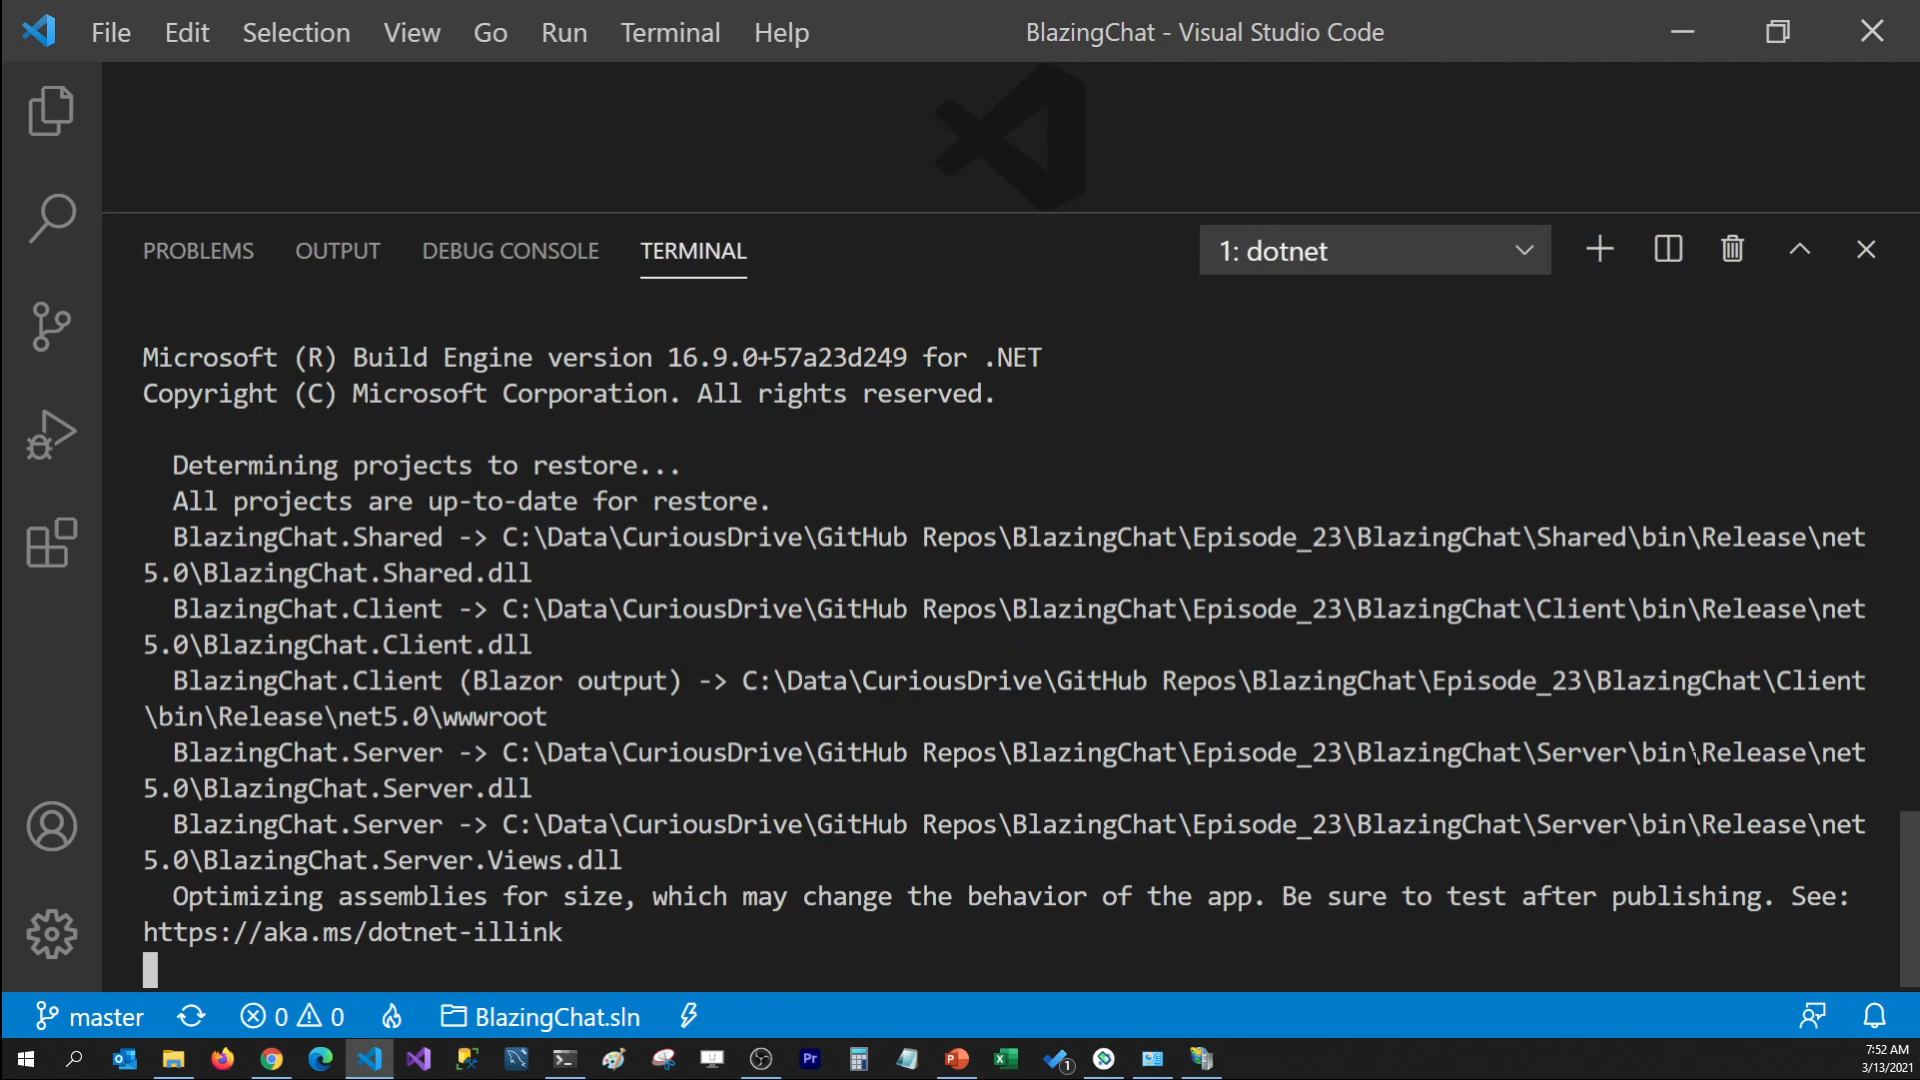 File Edit Selection View Go Run Terminal Help BlazingChat - Visual Studio Code
PROBLEMS OUTPUT DEBUG CONSOLE TERMINAL 1: dotnet
Microsoft (R) Build Engine version 16.9.0+57a23d249 for .NET
Copyright (C) Microsoft Corporation. All rights reserved.
Determining projects to restore...
All projects are up-to-date for restore.
BlazingChat.Shared -> C:\Data\CuriousDrive\GitHub Repos\BlazingChat\Episode_23\BlazingChat\Shared\bin\Release\net
5.0\BlazingChat.Shared.dll
BlazingChat.Client -> C:\Data\CuriousDrive\GitHub Repos\BlazingChat\Episode_23\BlazingChat\Client\bin\Release\net
5.0\BlazingChat.Client.dll
BlazingChat.Client (Blazor output) -> C:\Data\CuriousDrive\GitHub Repos\BlazingChat\Episode_23\BlazingChat\Client
\bin\Release\net5.0\wwwroot
BlazingChat.Server -> C:\Data\CuriousDrive\GitHub Repos\BlazingChat\Episode_23\BlazingChat\Server\bin\Release\net
5.0\BlazingChat.Server.dll
BlazingChat.Server -> C:\Data\CuriousDrive\GitHub Repos\BlazingChat\Episode_23\BlazingChat\Server\bin\Release\net
5.0\BlazingChat.Server.Views.dll
Optimizing assemblies for size, which may change the behavior of the app. Be sure to test after publishing. See:
https://aka.ms/dotnet-illink
master 0 0 BlazingChat.sln
Pr 1 7:52 AM
3/13/2021